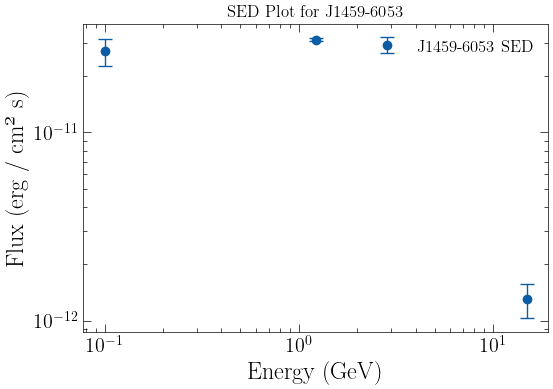 SED Plot for J1459-6053
J1459-6053 SED
Flux (erg / cm² s)
10⁻¹¹
10⁻¹²
10⁻¹
10⁰
10¹
Energy (GeV)